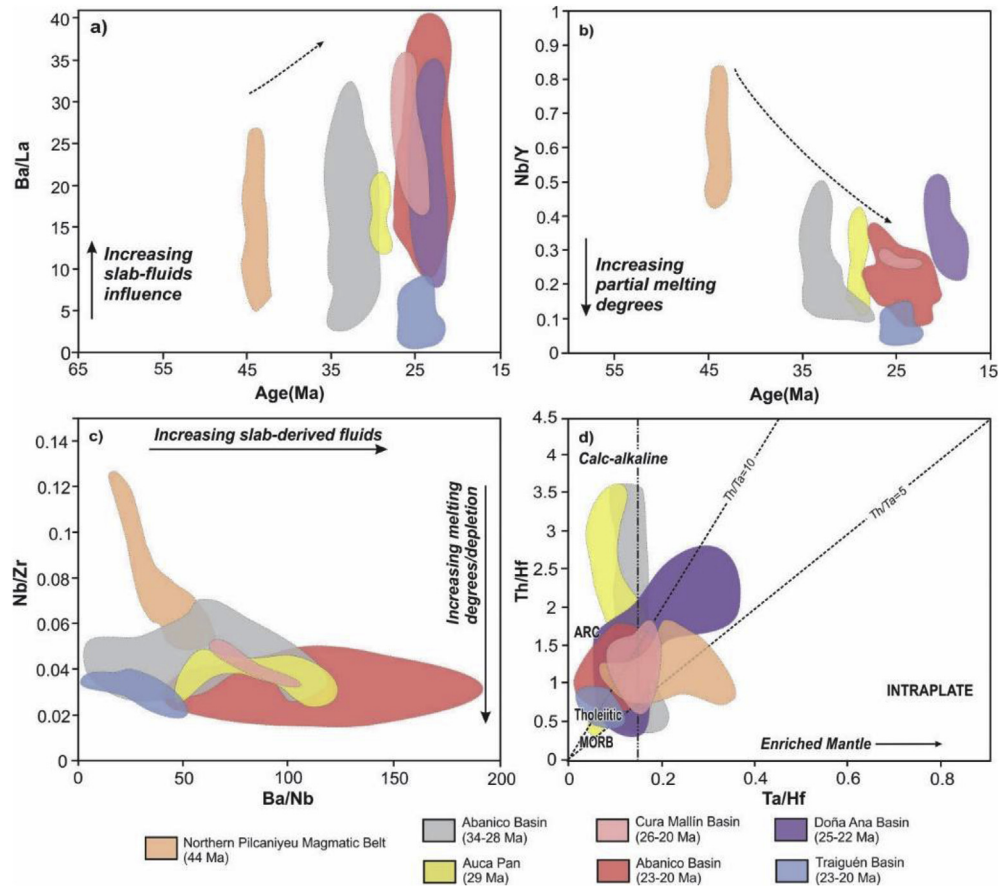 a)
40
35
30
25
20
15
10
5
0
Ba/La
Increasing
slab-fluids
influence
65
55
45
35
25
15
Age(Ma)
b)
1
0.9
0.8
0.7
0.6
0.5
0.4
0.3
0.2
0.1
0
Nb/Y
Increasing
partial melting
degrees
55
45
35
25
15
Age(Ma)
c)
Increasing slab-derived fluids
0.14
0.12
0.1
0.08
0.06
0.04
0.02
0
Nb/Zr
Increasing melting
degrees/depletion
0
50
100
150
200
Ba/Nb
d)
Calc-alkaline
Th/Ta=10
Th/Ta=5
4.5
4
3.5
3
2.5
2
1.5
1
0.5
0
Th/Hf
ARC
Tholeiitic
MORB
INTRAPLATE
Enriched Mantle
0
0.2
0.4
0.6
0.8
Ta/Hf
Northern Pilcaniyeu Magmatic Belt
(44 Ma)
Abanico Basin
(34-28 Ma)
Auca Pan
(29 Ma)
Cura Mallín Basin
(26-20 Ma)
Abanico Basin
(23-20 Ma)
Doña Ana Basin
(25-22 Ma)
Traiguén Basin
(23-20 Ma)